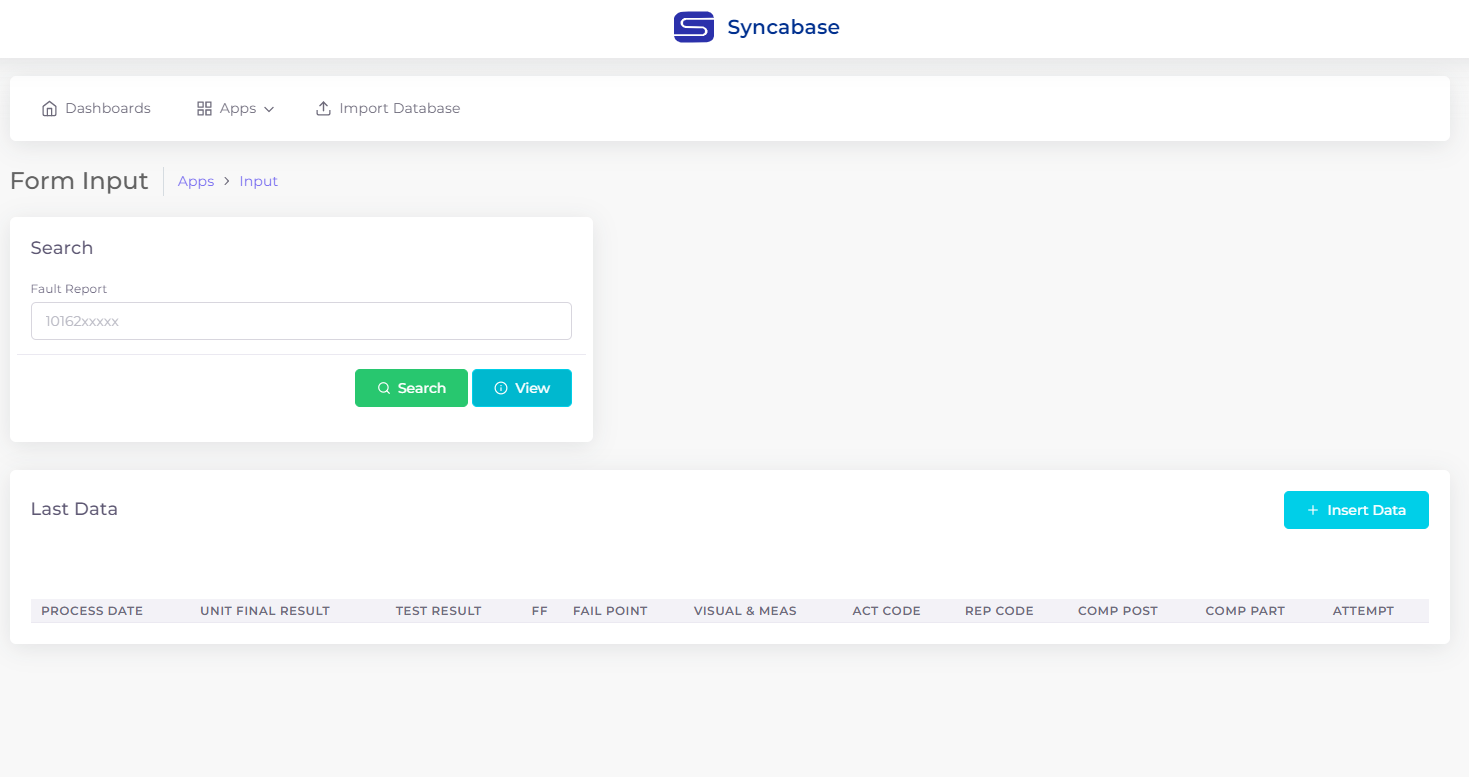 Syncabase
Dashboards Apps Import Database
Form Input Apps > Input
Search
Fault Report
10162xxxxx
Search View
Last Data + Insert Data
PROCESS DATE UNIT FINAL RESULT TEST RESULT FF FAIL POINT VISUAL & MEAS ACT CODE REP CODE COMP POST COMP PART ATTEMPT